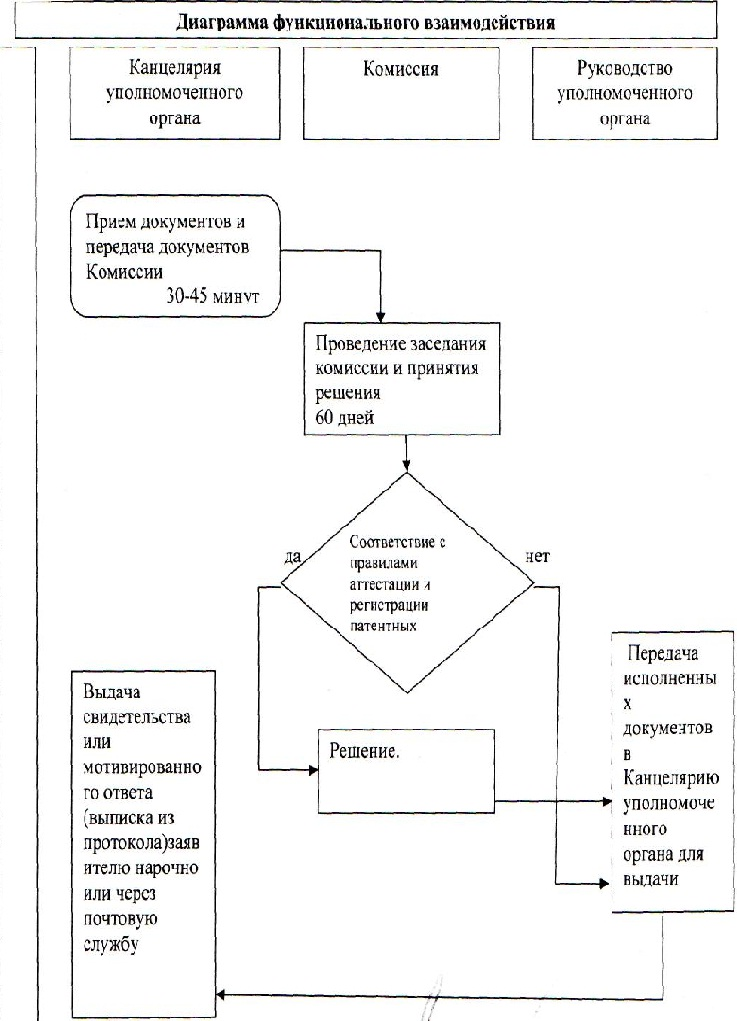 Диаграмма функционального взаимодействия
Канцелярия
уполномоченного
органа
Комиссия
Руководство
уполномоченного
органа
Прием документов и
передача документов
Комиссии
30-45 минут
Проведение заседания
комиссии и принятия
решения
60 дней
да
нет
Соответствие с
правилами
аттестации и
регистрации
патентных
Передача
исполненны
х
документов
в
Канцелярию
уполномоче
нного
органа для
выдачи
Выдача
свидетельства
или
мотивированно
го ответа
(выписка из
протокола)заяв
ителю нарочно
или через
почтовую
службу
Решение.